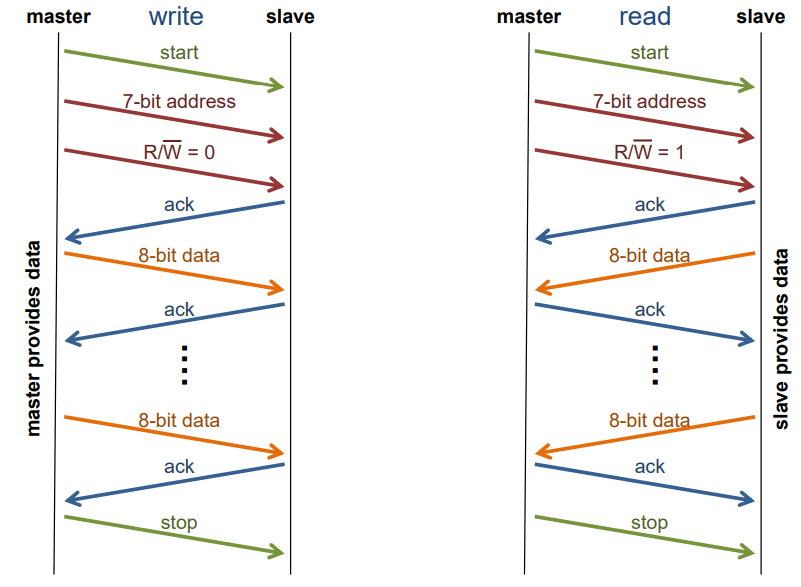 master write slave
start
7-bit address
R/W̅ = 0
ack
8-bit data
ack
8-bit data
ack
stop
master provides data
master read slave
start
7-bit address
R/W̅ = 1
ack
8-bit data
ack
8-bit data
ack
stop
slave provides data